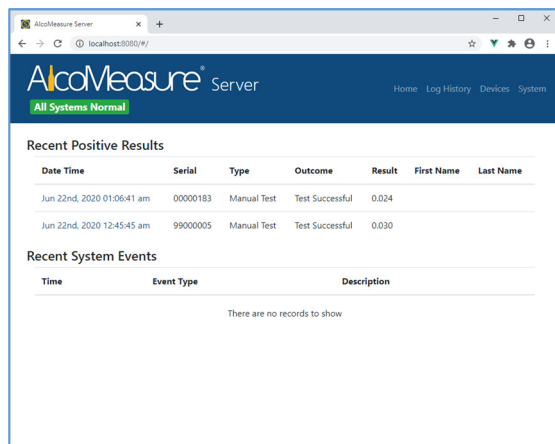 AlcoMeasure Server
localhost:8080/#/
AlcoMeasure® Server
Home Log History Devices System
All Systems Normal
Recent Positive Results
Date Time Serial Type Outcome Result First Name Last Name
Jun 22nd, 2020 01:06:41 am 00000183 Manual Test Test Successful 0.024
Jun 22nd, 2020 12:45:45 am 99000005 Manual Test Test Successful 0.030
Recent System Events
Time Event Type Description
There are no records to show